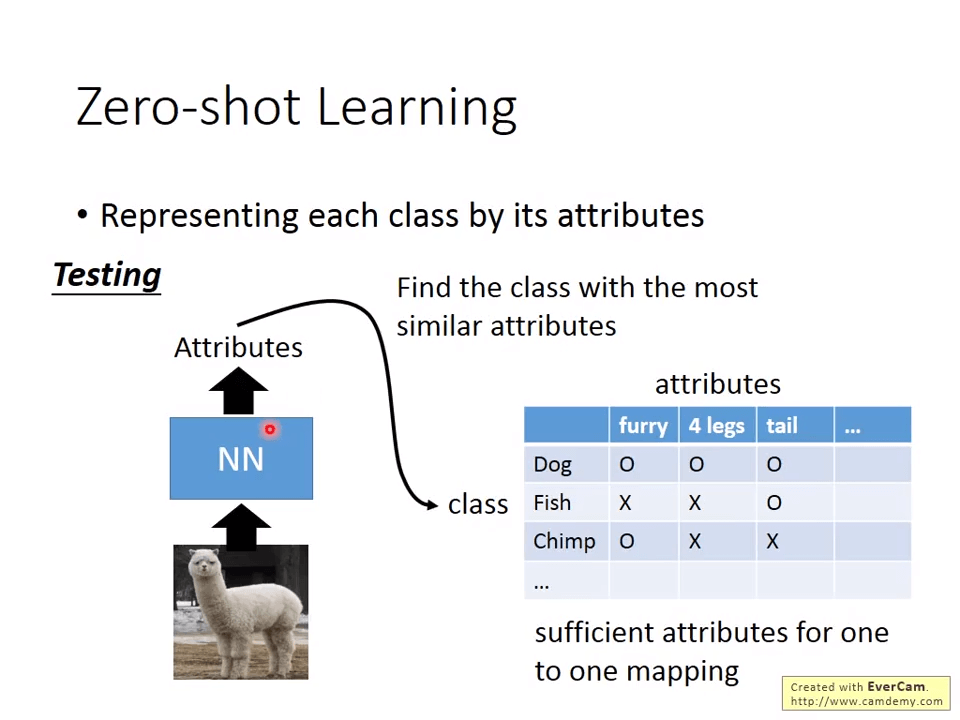 Zero-shot Learning
• Representing each class by its attributes
Testing
Find the class with the most
similar attributes
Attributes
NN
class
attributes
furry 4 legs tail ...
Dog O O O
Fish X X O
Chimp O X X
...
sufficient attributes for one
to one mapping
Created with EverCam.
http://www.camdemy.com